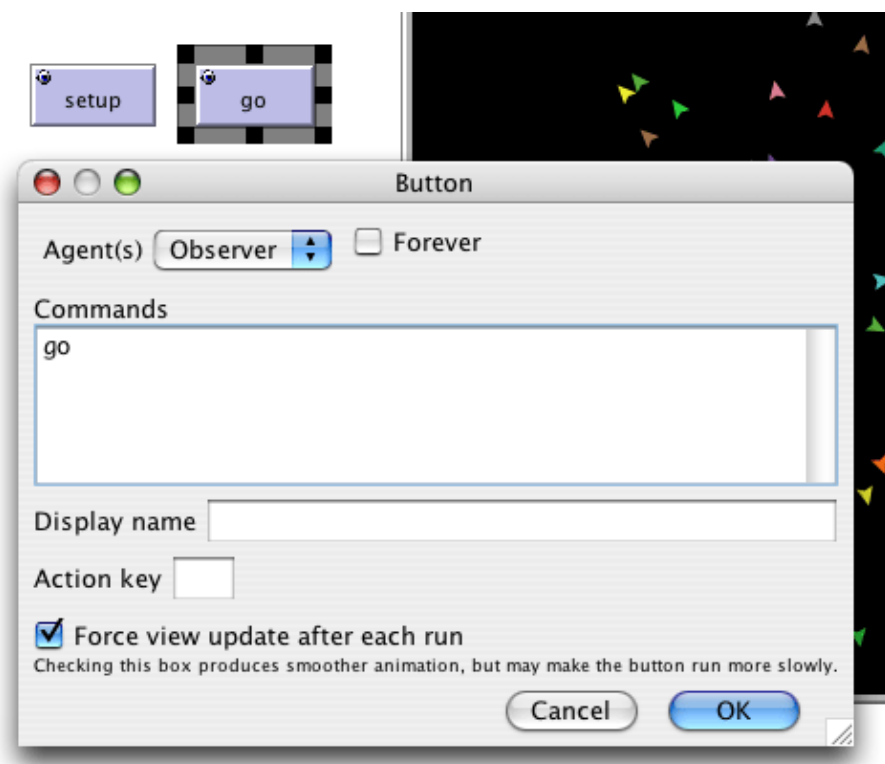 setup
go
Button
Agent(s) Observer Forever
Commands
go
Display name
Action key
Force view update after each run
Checking this box produces smoother animation, but may make the button run more slowly.
Cancel OK